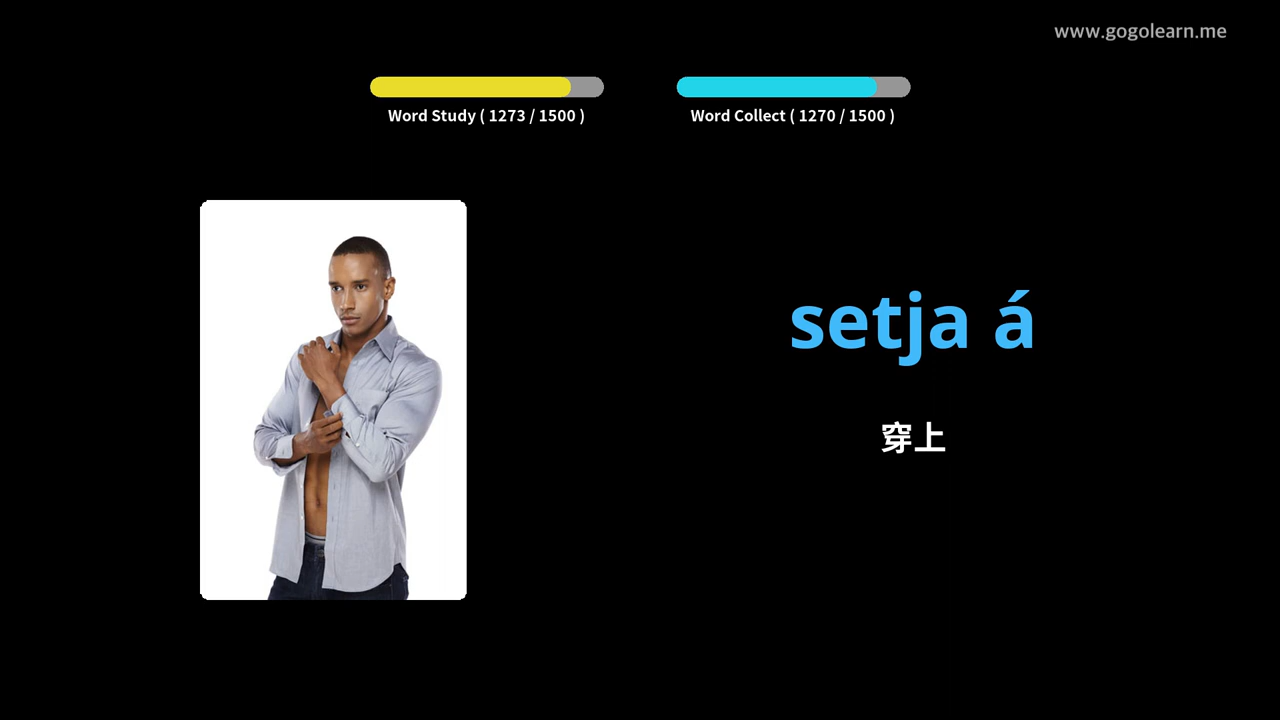 www.gogolearn.me
Word Study ( 1273 / 1500 )
Word Collect ( 1270 / 1500 )
setja á
穿上